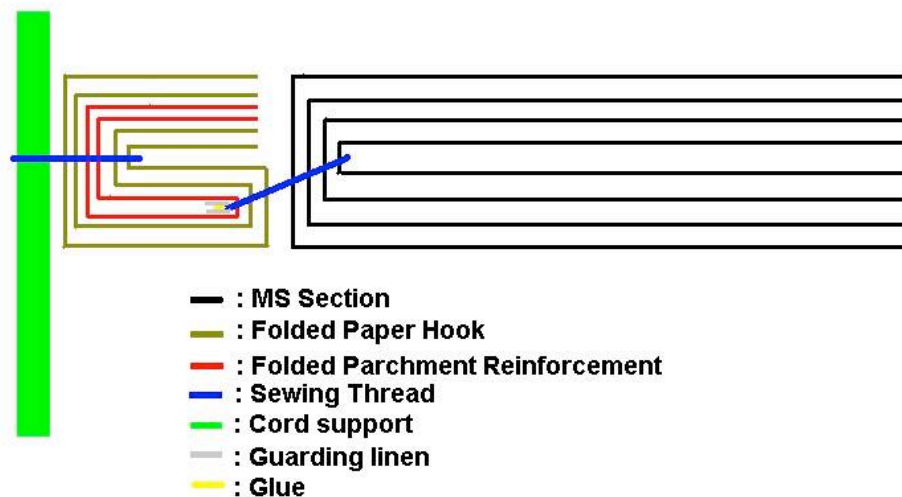 : MS Section
: Folded Paper Hook
: Folded Parchment Reinforcement
: Sewing Thread
: Cord support
: Guarding linen
: Glue